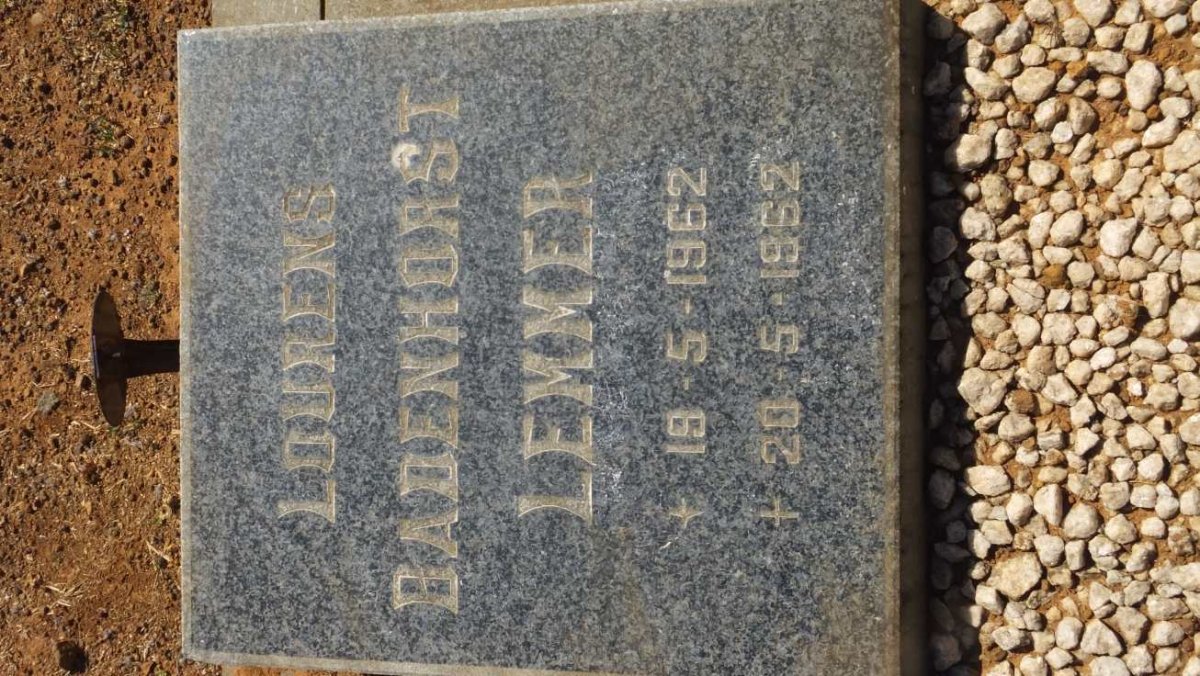 LOURENS
BADENHORST
LEMMER
★ 19-5-1962
✝ 20-5-1962